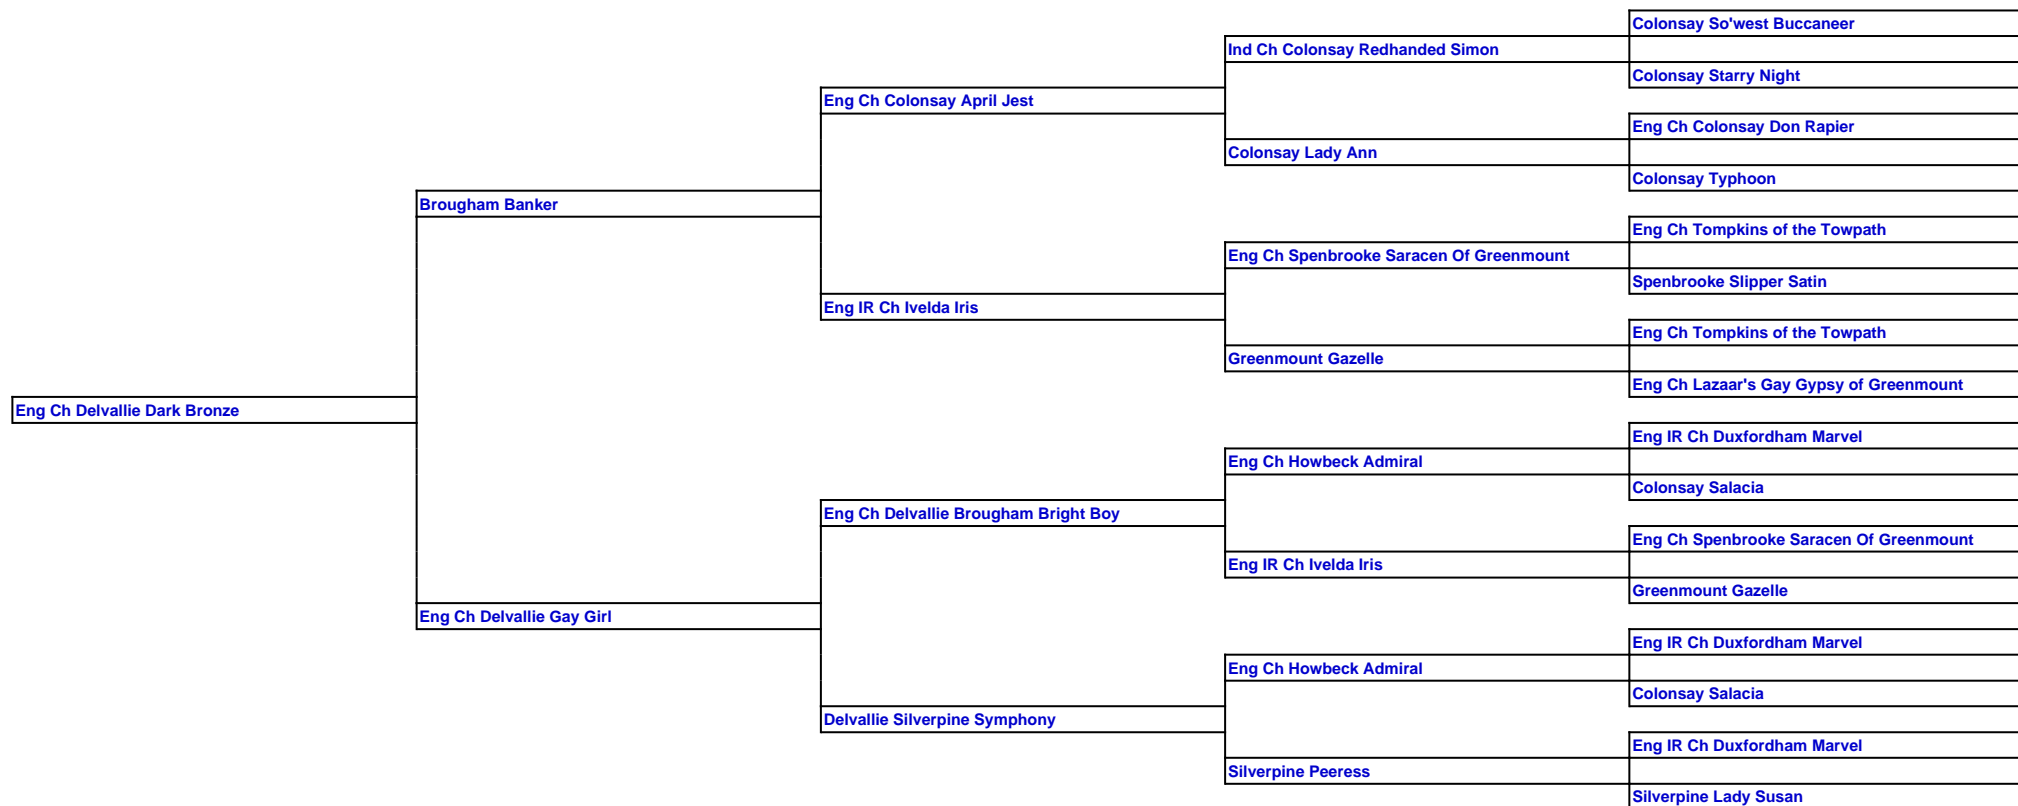 Colonsay So'west Buccaneer
Ind Ch Colonsay Redhanded Simon
Colonsay Starry Night
Eng Ch Colonsay April Jest
Eng Ch Colonsay Don Rapier
Colonsay Lady Ann
Colonsay Typhoon
Brougham Banker
Eng Ch Tompkins of the Towpath
Eng Ch Spenbrooke Saracen Of Greenmount
Spenbrooke Slipper Satin
Eng IR Ch Ivelda Iris
Eng Ch Tompkins of the Towpath
Greenmount Gazelle
Eng Ch Lazaar's Gay Gypsy of Greenmount
Eng Ch Delvallie Dark Bronze
Eng IR Ch Duxfordham Marvel
Eng Ch Howbeck Admiral
Colonsay Salacia
Eng Ch Delvallie Brougham Bright Boy
Eng Ch Spenbrooke Saracen Of Greenmount
Eng IR Ch Ivelda Iris
Greenmount Gazelle
Eng Ch Delvallie Gay Girl
Eng IR Ch Duxfordham Marvel
Eng Ch Howbeck Admiral
Colonsay Salacia
Delvallie Silverpine Symphony
Eng IR Ch Duxfordham Marvel
Silverpine Peeress
Silverpine Lady Susan